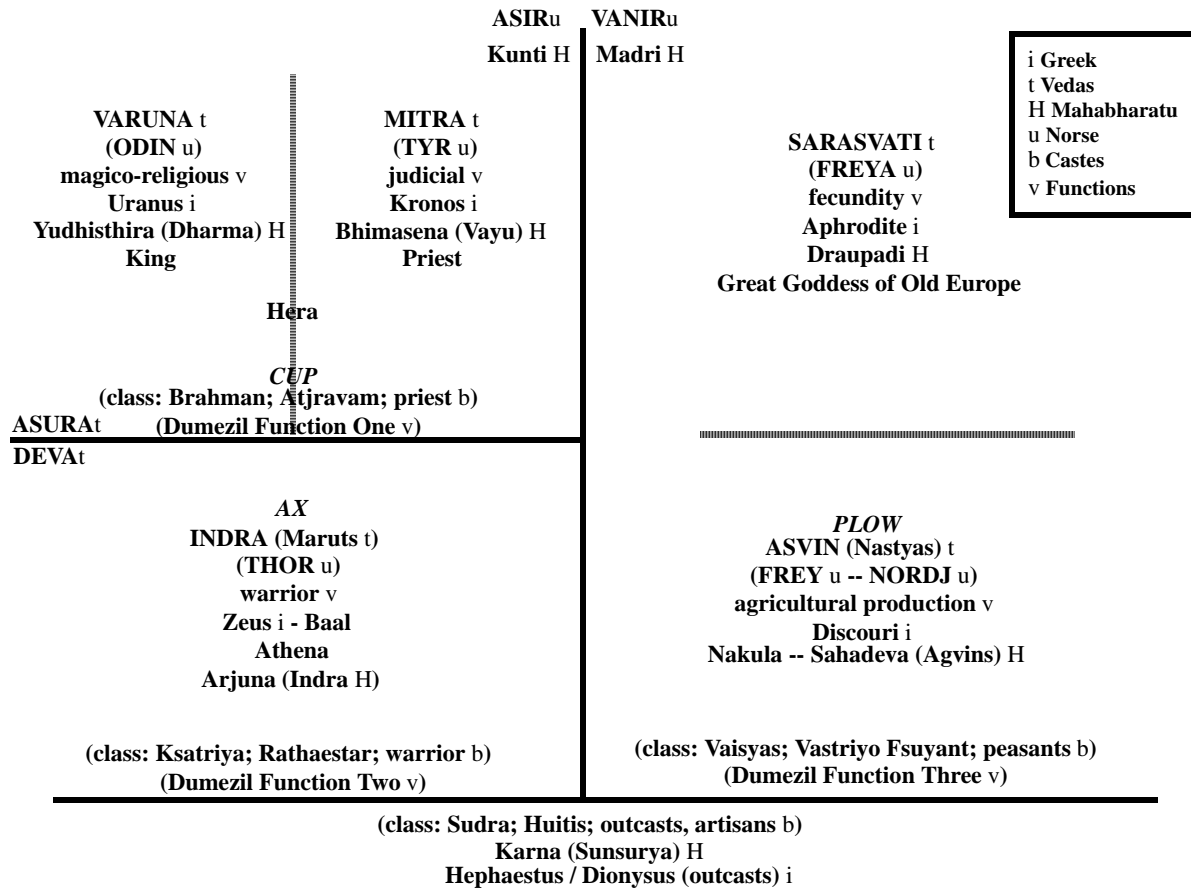 ASIRu VANIRu
Kunti H Madri H
i Greek
t Vedas
H Mahabharatu
u Norse
b Castes
v Functions
VARUNA t
(ODIN u)
magico-religious v
Uranus i
Yudhisthira (Dharma) H
King
MITRA t
(TYR u)
judicial v
Kronos i
Bhimasena (Vayu) H
Priest
Hera
CUP
(class: Brahman; Atjravam; priest b)
(Dumezil Function One v)
ASURAt
SARASVATI t
(FREYA u)
fecundity v
Aphrodite i
Draupadi H
Great Goddess of Old Europe
DEVAt
AX
INDRA (Maruts t)
(THOR u)
warrior v
Zeus i - Baal
Athena
Arjuna (Indra H)
(class: Ksatriya; Rathaestar; warrior b)
(Dumezil Function Two v)
PLOW
ASVIN (Nastyas) t
(FREY u -- NORDJ u)
agricultural production v
Discouri i
Nakula -- Sahadeva (Agvins) H
(class: Vaisyas; Vastriyo Fsuyant; peasants b)
(Dumezil Function Three v)
(class: Sudra; Huitis; outcasts, artisans b)
Karna (Sunsurya) H
Hephaestus / Dionysus (outcasts) i